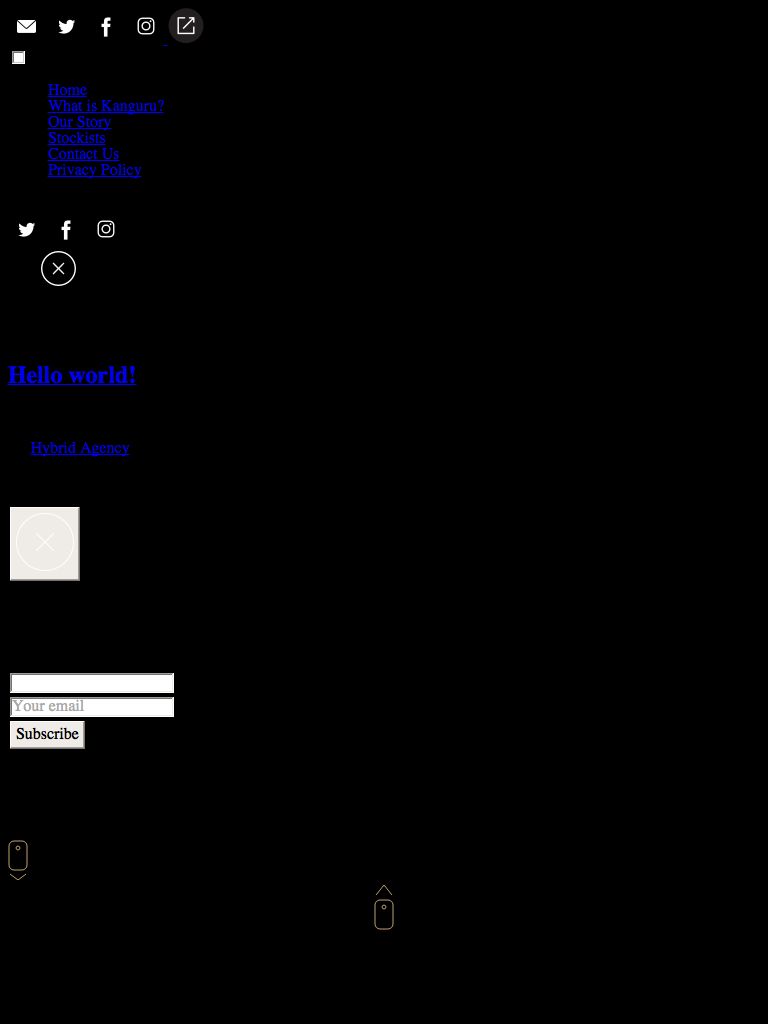 Home
What is Kanguru?
Our Story
Stockists
Contact Us
Privacy Policy
Hello world!
Hybrid Agency
Your email
Subscribe